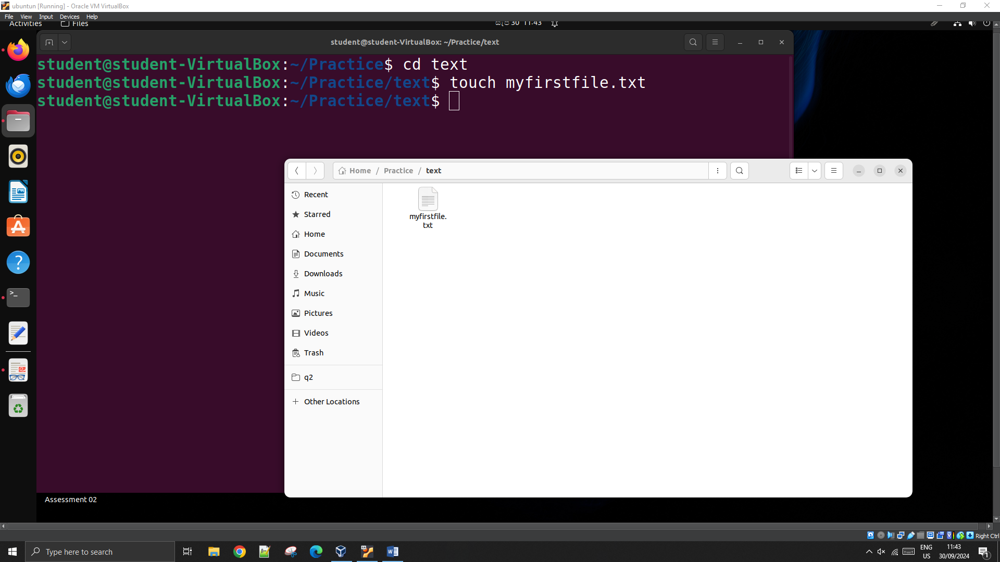 ubuntun [Running] - Oracle VM VirtualBox
File View Input Devices Help
Activities Files
සැප් 30 11:43
student@student-VirtualBox: ~/Practice/text
student@student-VirtualBox:~/Practice$ cd text
student@student-VirtualBox:~/Practice/text$ touch myfirstfile.txt
student@student-VirtualBox:~/Practice/text$
Home / Practice / text
Recent
Starred
Home
Documents
Downloads
Music
Pictures
Videos
Trash
q2
Other Locations
myfirstfile.
txt
Assessment 02
Right Ctrl
Type here to search
ENG
US
11:43
30/09/2024
1